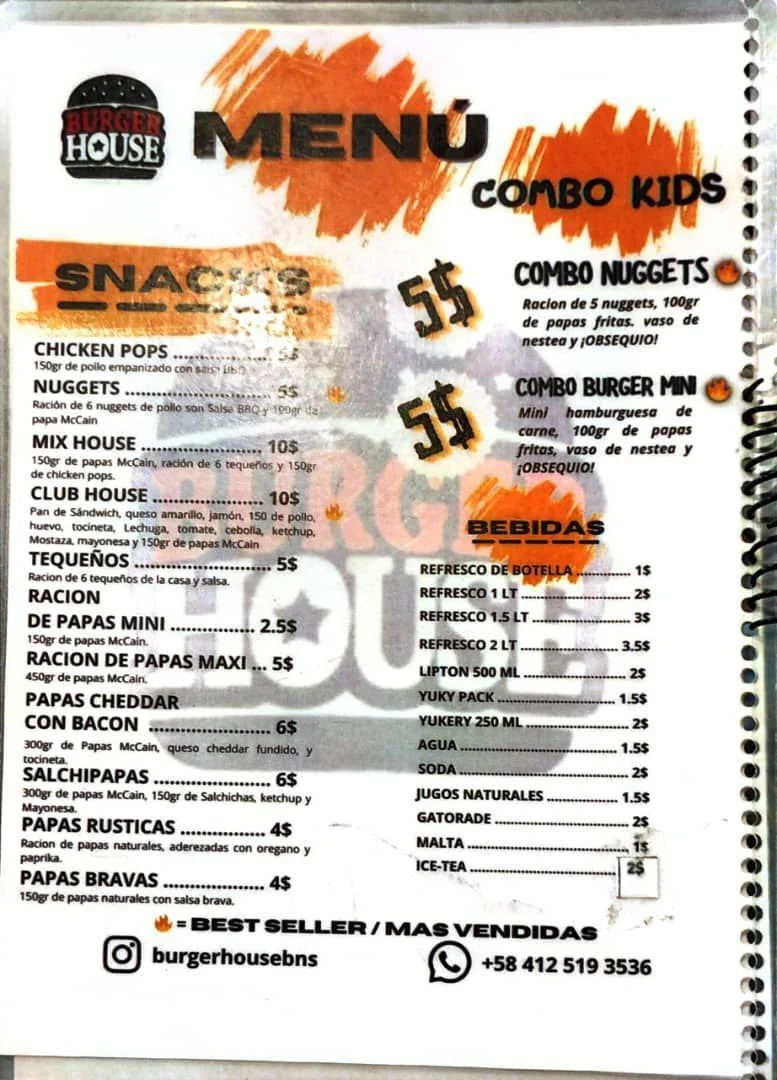 BURGER
HOUSE
MENÚ
COMBO KIDS
SNACKS
CHICKEN POPS .................. 5$
150gr de pollo empanizado con salsa BBQ
NUGGETS ........................ 5$
Ración de 6 nuggets de pollo son Salsa BBQ y 100gr de
papa McCain
MIX HOUSE ................... 10$
150gr de papas McCain, ración de 6 tequeños y 150gr
de chicken pops.
CLUB HOUSE .................. 10$
Pan de Sándwich, queso amarillo, jamón, 150 de pollo,
huevo, tocineta, Lechuga, tomate, cebolla, ketchup,
Mostaza, mayonesa y 150gr de papas McCain
TEQUEÑOS ...................... 5$
Racion de 6 tequeños de la casa y salsa.
RACION
DE PAPAS MINI .............. 2.5$
150gr de papas McCain.
RACION DE PAPAS MAXI ... 5$
450gr de papas McCain.
PAPAS CHEDDAR
CON BACON .................... 6$
300gr de Papas McCain, queso cheddar fundido, y
tocineta.
SALCHIPAPAS ................... 6$
300gr de papas McCain, 150gr de Salchichas, ketchup y
Mayonesa.
PAPAS RUSTICAS .............. 4$
Racion de papas naturales, aderezadas con oregano y
paprika.
PAPAS BRAVAS ................. 4$
150gr de papas naturales con salsa brava.
5$
COMBO NUGGETS
Racion de 5 nuggets, 100gr
de papas fritas. vaso de
nestea y ¡OBSEQUIO!
5$
COMBO BURGER MINI
Mini hamburguesa de
carne, 100gr de papas
fritas, vaso de nestea y
¡OBSEQUIO!
BEBIDAS
REFRESCO DE BOTELLA .............. 1$
REFRESCO 1 LT ........................... 2$
REFRESCO 1.5 LT ........................ 3$
REFRESCO 2 LT ......................... 3.5$
LIPTON 500 ML .......................... 2$
YUKY PACK .............................. 1.5$
YUKERY 250 ML .......................... 2$
AGUA ....................................... 1.5$
SODA .......................................... 2$
JUGOS NATURALES .................. 1.5$
GATORADE ................................. 2$
MALTA ........................................ 1$
ICE-TEA ..................................... 2$
BURGER
HOUSE
🔥 = BEST SELLER / MAS VENDIDAS
burgerhousebns
+58 412 519 3536